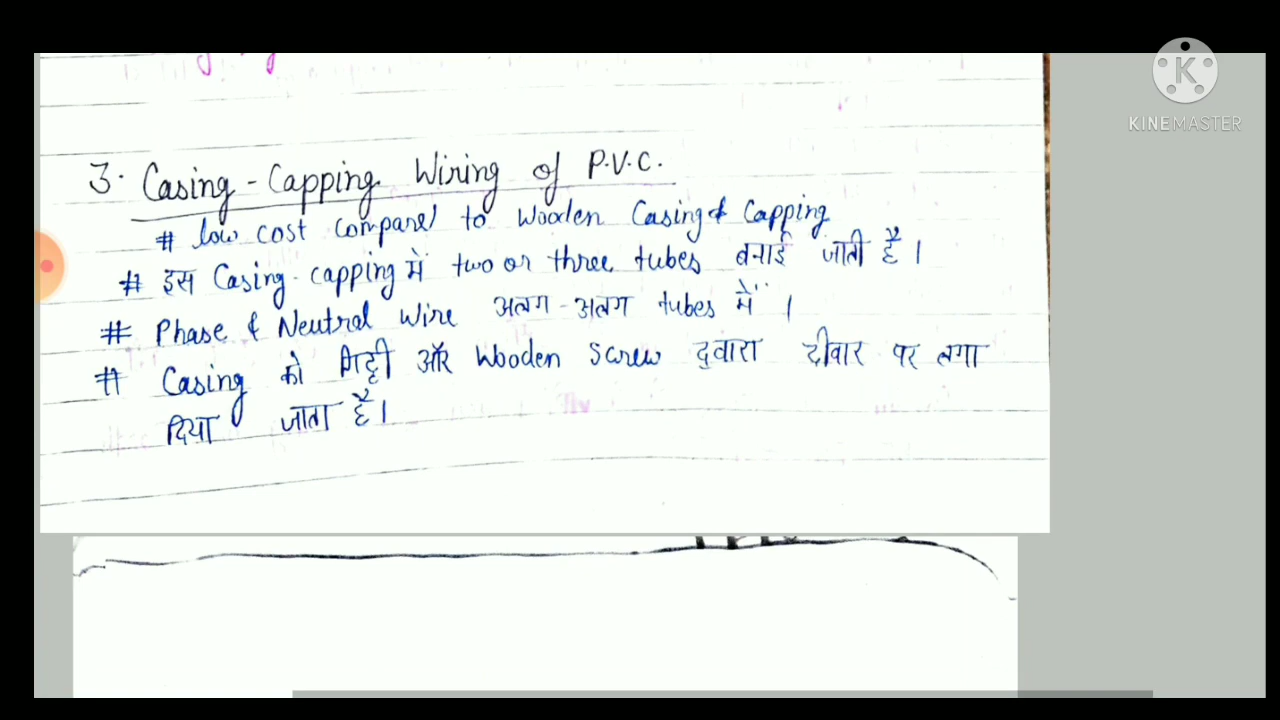 3. Casing - Capping Wiring of P.V.C.
# low cost compare to wooden Casing & Capping
# इस Casing-capping में two or three tubes बनाई जाती है।
# Phase & Neutral wire अलग-अलग tubes में ।
# Casing को गिट्टी और Wooden Screw दुवारा दीवार पर लगा
दिया जाता है।
KINEMASTER